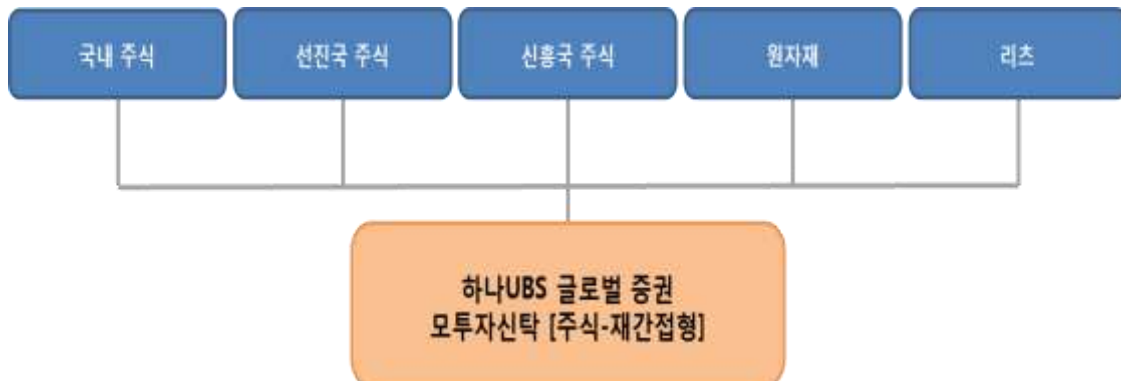 국내 주식
선진국 주식
신흥국 주식
원자재
리츠
하나UBS 글로벌 증권
모투자신탁 [주식-재간접형]